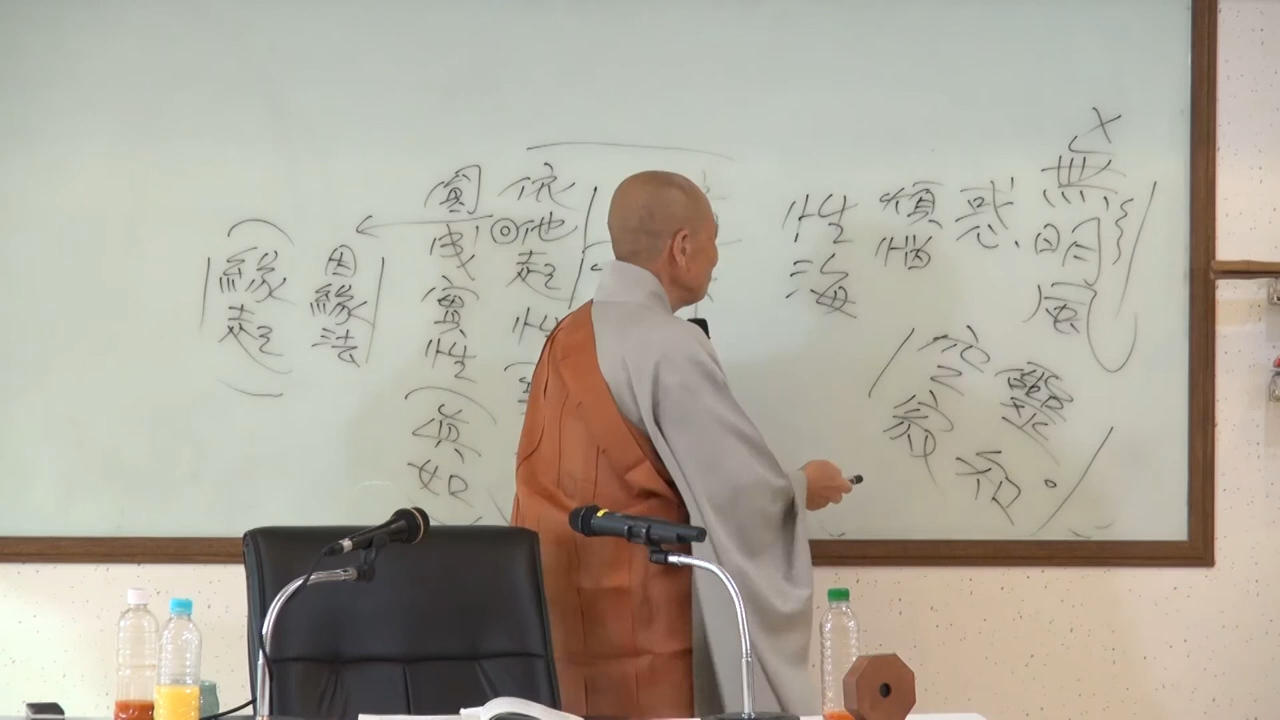 無明風
惑
煩惱
性海
靈知
空寂
依他起性
圓成實性(眞如
因緣法
(緣起)